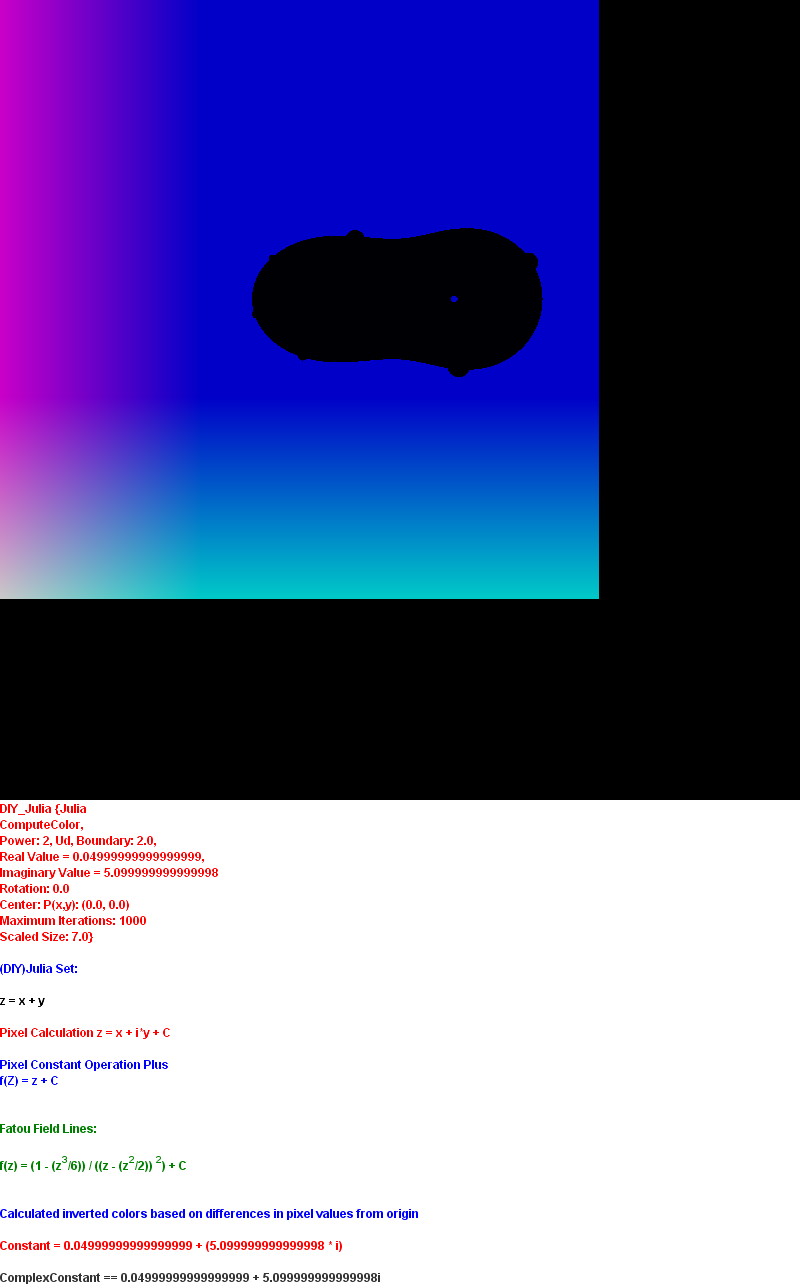 DIY_Julia {Julia
ComputeColor,
Power: 2, Ud, Boundary: 2.0,
Real Value = 0.04999999999999999,
Imaginary Value = 5.099999999999998
Rotation: 0.0
Center: P(x,y): (0.0, 0.0)
Maximum Iterations: 1000
Scaled Size: 7.0}
(DIY)Julia Set:
z = x + y
Pixel Calculation z = x + i*y + C
Pixel Constant Operation Plus
f(Z) = z + C
Fatou Field Lines:
f(z) = (1 - (z^3/6)) / ((z - (z^2/2)) ^2) + C
Calculated inverted colors based on differences in pixel values from origin
Constant = 0.04999999999999999 + (5.099999999999998 * i)
ComplexConstant == 0.04999999999999999 + 5.099999999999998i